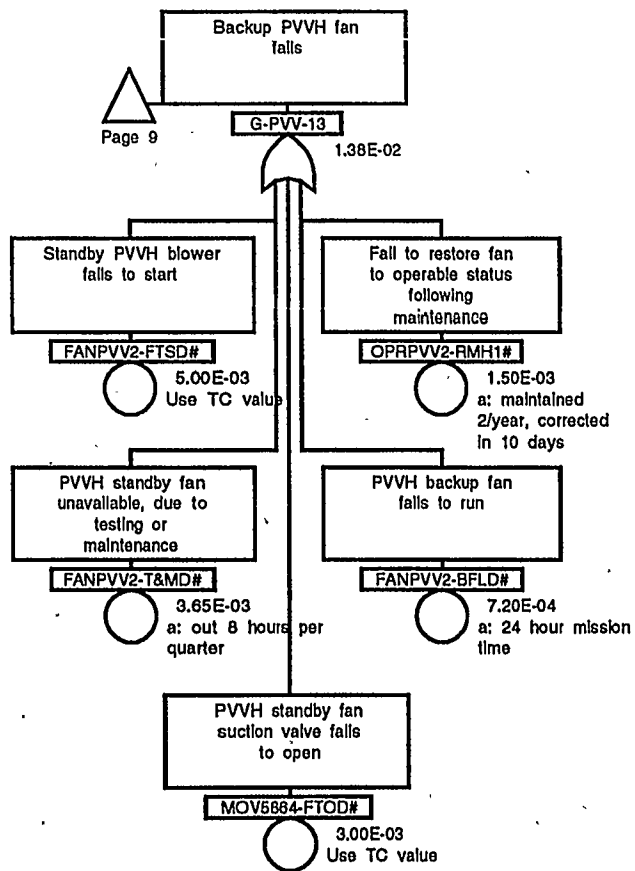 Backup PVVH fan
fails
Page 9
G-PVV-13
1.38E-02
Standby PVVH blower
fails to start
FANPVV2-FTSD#
5.00E-03
Use TC value
Fail to restore fan
to operable status
following
maintenance
OPRPVV2-RMH1#
1.50E-03
a: maintained
2/year, corrected
in 10 days
PVVH standby fan
unavailable, due to
testing or
maintenance
FANPVV2-T&MD#
3.65E-03
a: out 8 hours per
quarter
PVVH backup fan
fails to run
FANPVV2-BFLD#
7.20E-04
a: 24 hour mission
time
PVVH standby fan
suction valve fails
to open
MOV5864-FTOD#
3.00E-03
Use TC value